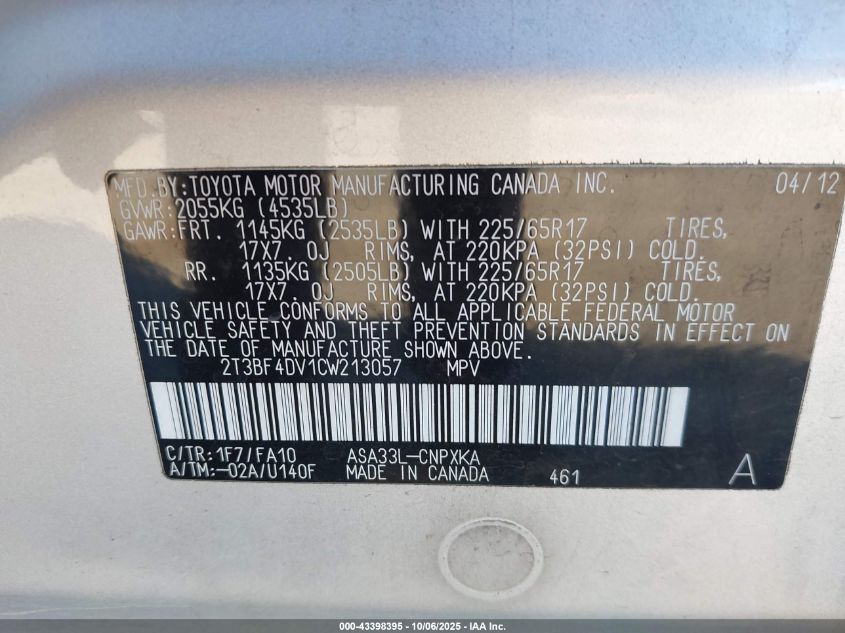 MFD. BY: TOYOTA MOTOR MANUFACTURING CANADA INC. 04/12
GVWR: 2055KG (4535LB)
GAWR: FRT. 1145KG (2535LB) WITH 225/65R17 TIRES,
17X7. 0J RIMS, AT 220KPA (32PSI) COLD.
RR. 1135KG (2505LB) WITH 225/65R17 TIRES,
17X7. 0J RIMS, AT 220KPA (32PSI) COLD.
THIS VEHICLE CONFORMS TO ALL APPLICABLE FEDERAL MOTOR
VEHICLE SAFETY AND THEFT PREVENTION STANDARDS IN EFFECT ON
THE DATE OF MANUFACTURE SHOWN ABOVE.
2T3BF4DV1CW213057 MPV
C/TR: 1F7/FA10 ASA33L-CNPXKA
A/TM: -02A/U140F MADE IN CANADA 461 A
000-43398395 - 10/06/2025 - IAA Inc.